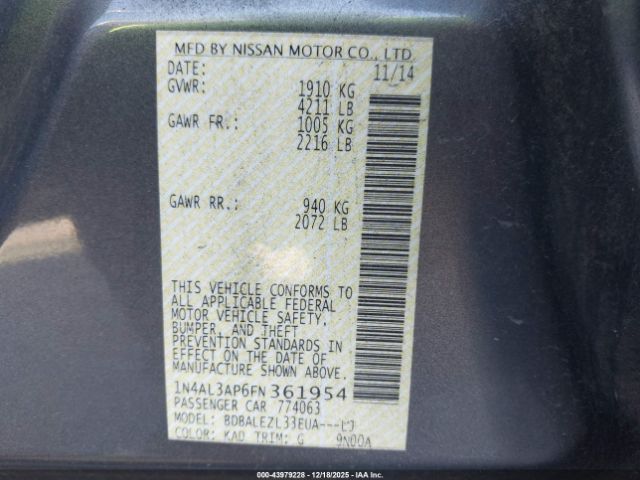 MFD BY NISSAN MOTOR CO., LTD.
DATE: 11/14
GVWR: 1910 KG
4211 LB
GAWR FR.: 1005 KG
2216 LB
GAWR RR.: 940 KG
2072 LB
THIS VEHICLE CONFORMS TO
ALL APPLICABLE FEDERAL
MOTOR VEHICLE SAFETY,
BUMPER, AND THEFT
PREVENTION STANDARDS IN
EFFECT ON THE DATE OF
MANUFACTURE SHOWN ABOVE.
1N4AL3AP6FN361954
PASSENGER CAR 774063
MODEL: BDBALEZL33EUA---LJ
COLOR: KAD TRIM: G 9N00A
000-43979228 - 12/18/2025 - Copyright IAA